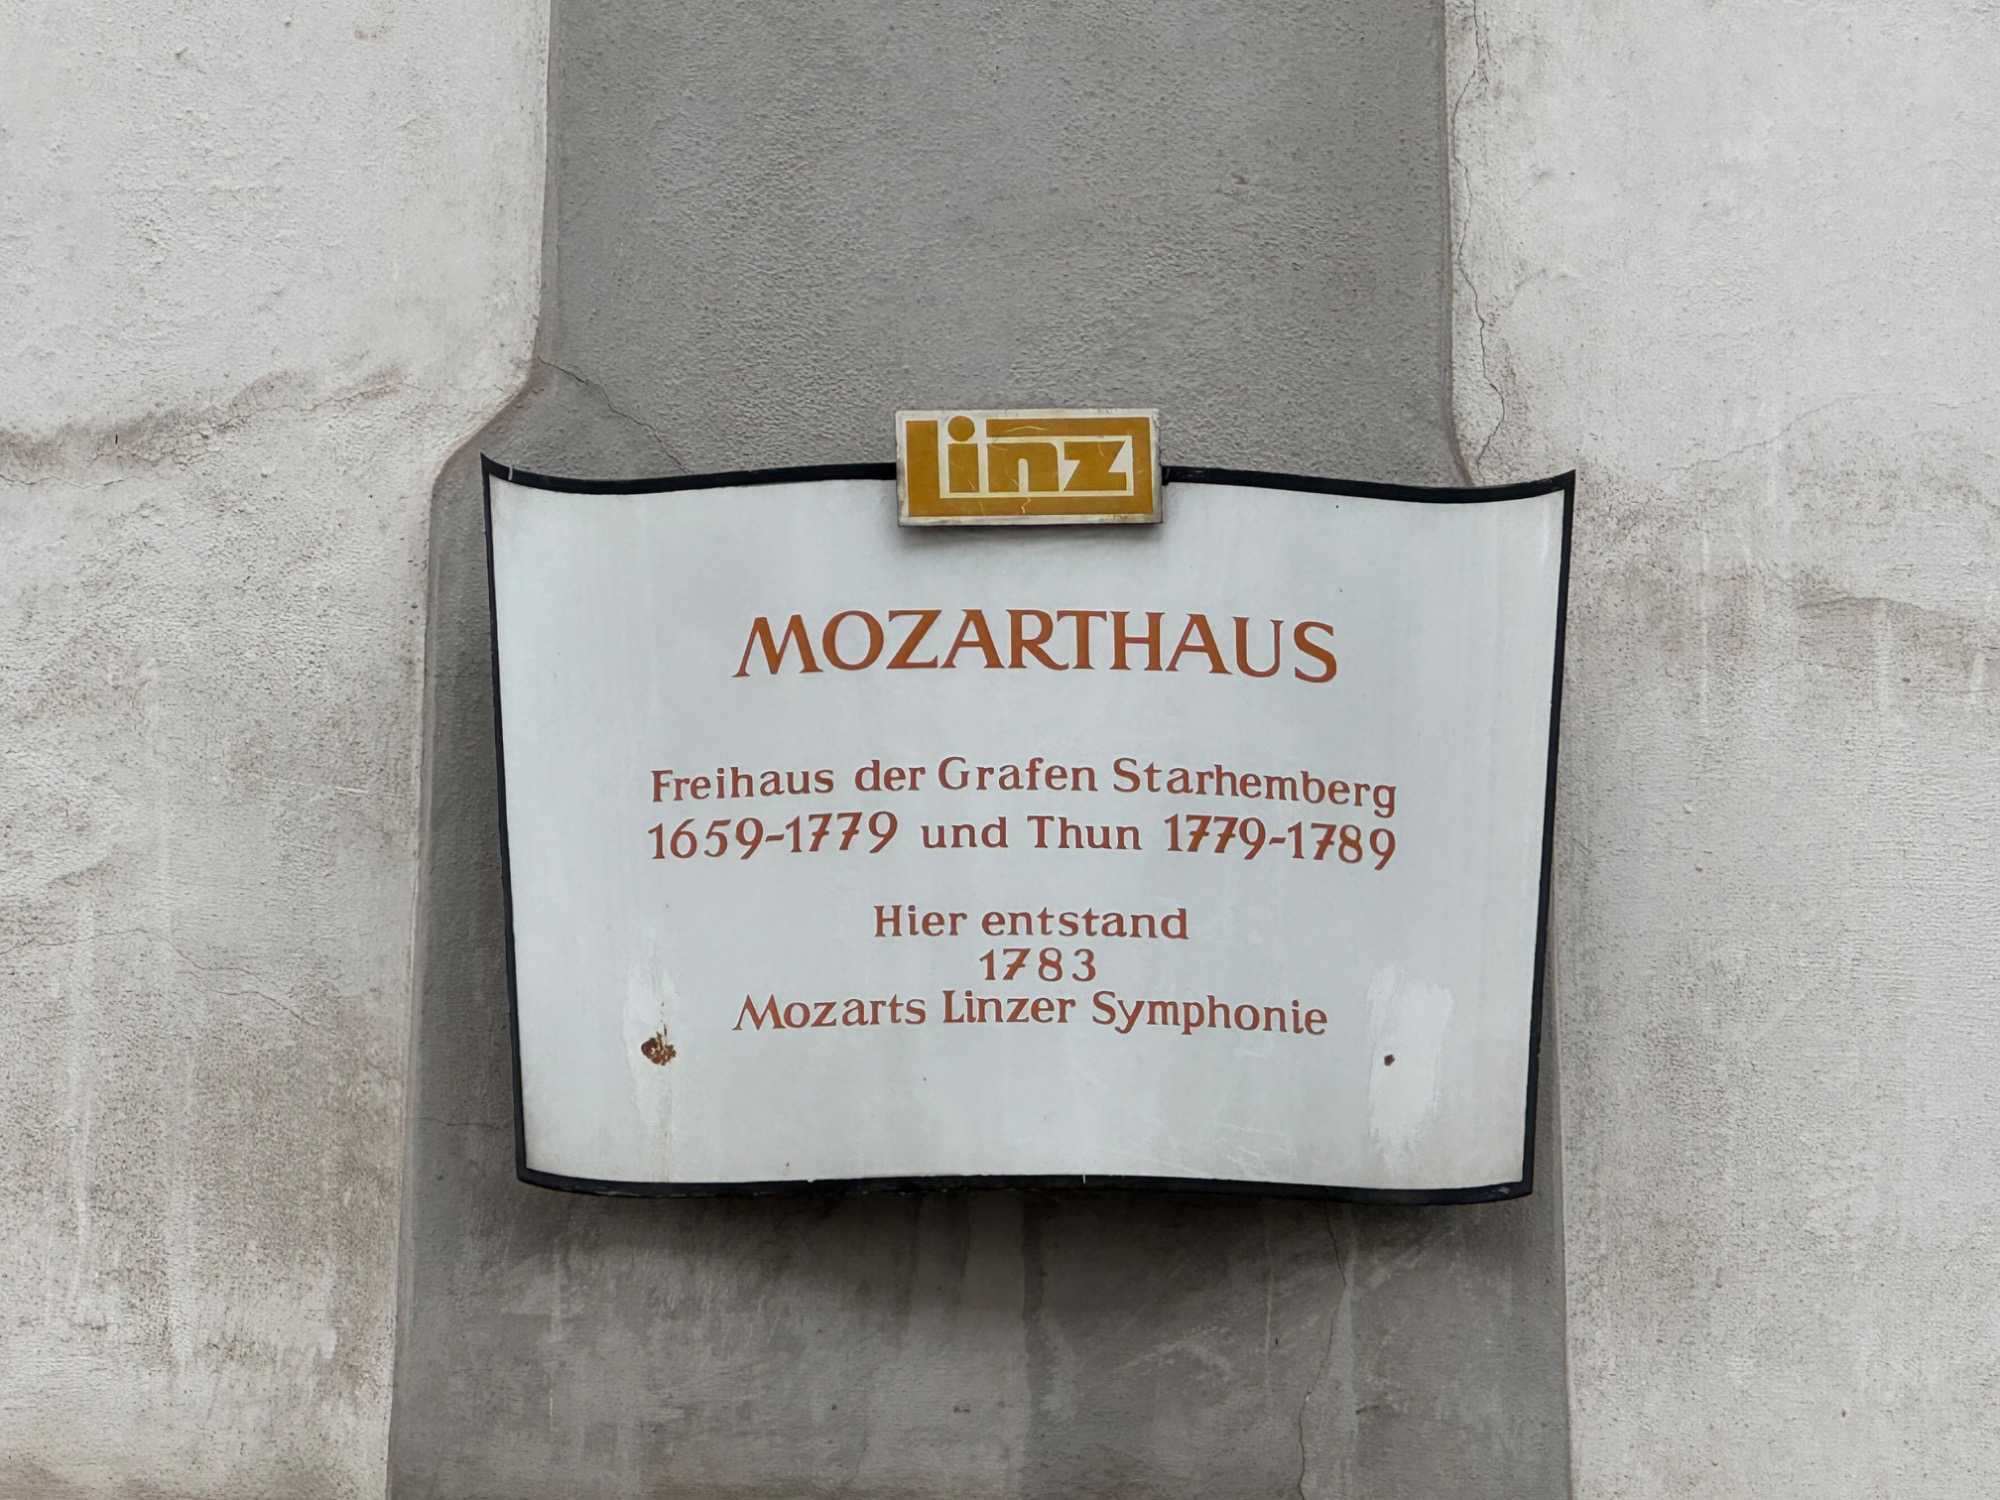 Linz
MOZARTHAUS
Freihaus der Grafen Starhemberg
1659-1779 und Thun 1779-1789
Hier entstand
1783
Mozarts Linzer Symphonie